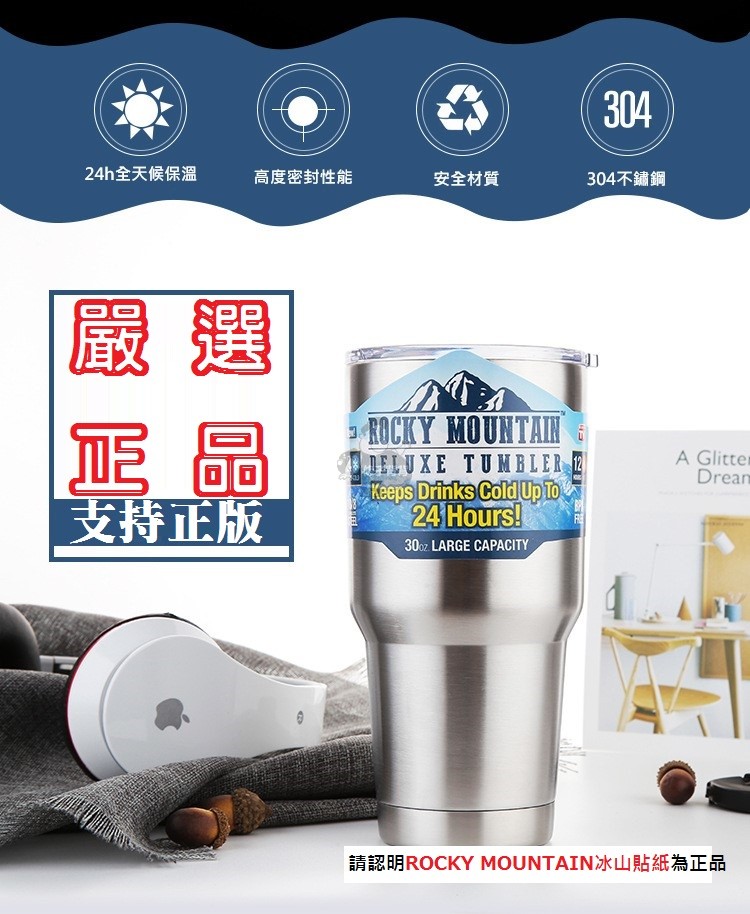 304
24h全天候保溫
高度密封性能
安全材質
304不鏽鋼
嚴選
正品
支持正版
ROCKY MOUNTAIN
DELUXE TUMBLER
Keeps Drinks Cold Up To
24 Hours!
30oz. LARGE CAPACITY
12
FREE
A Glitter
Dream
請認明ROCKY MOUNTAIN冰山貼紙為正品